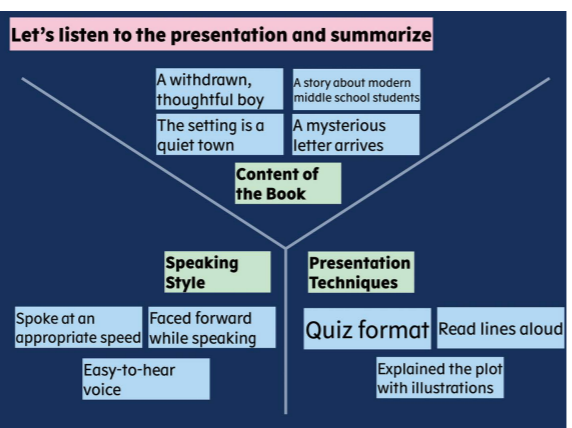 Let's listen to the presentation and summarize
A withdrawn,
thoughtful boy
A story about modern
middle school students
The setting is a
quiet town
A mysterious
letter arrives
Content of
the Book
Speaking
Style
Presentation
Techniques
Spoke at an
appropriate speed
Faced forward
while speaking
Easy-to-hear
voice
Quiz format
Read lines aloud
Explained the plot
with illustrations